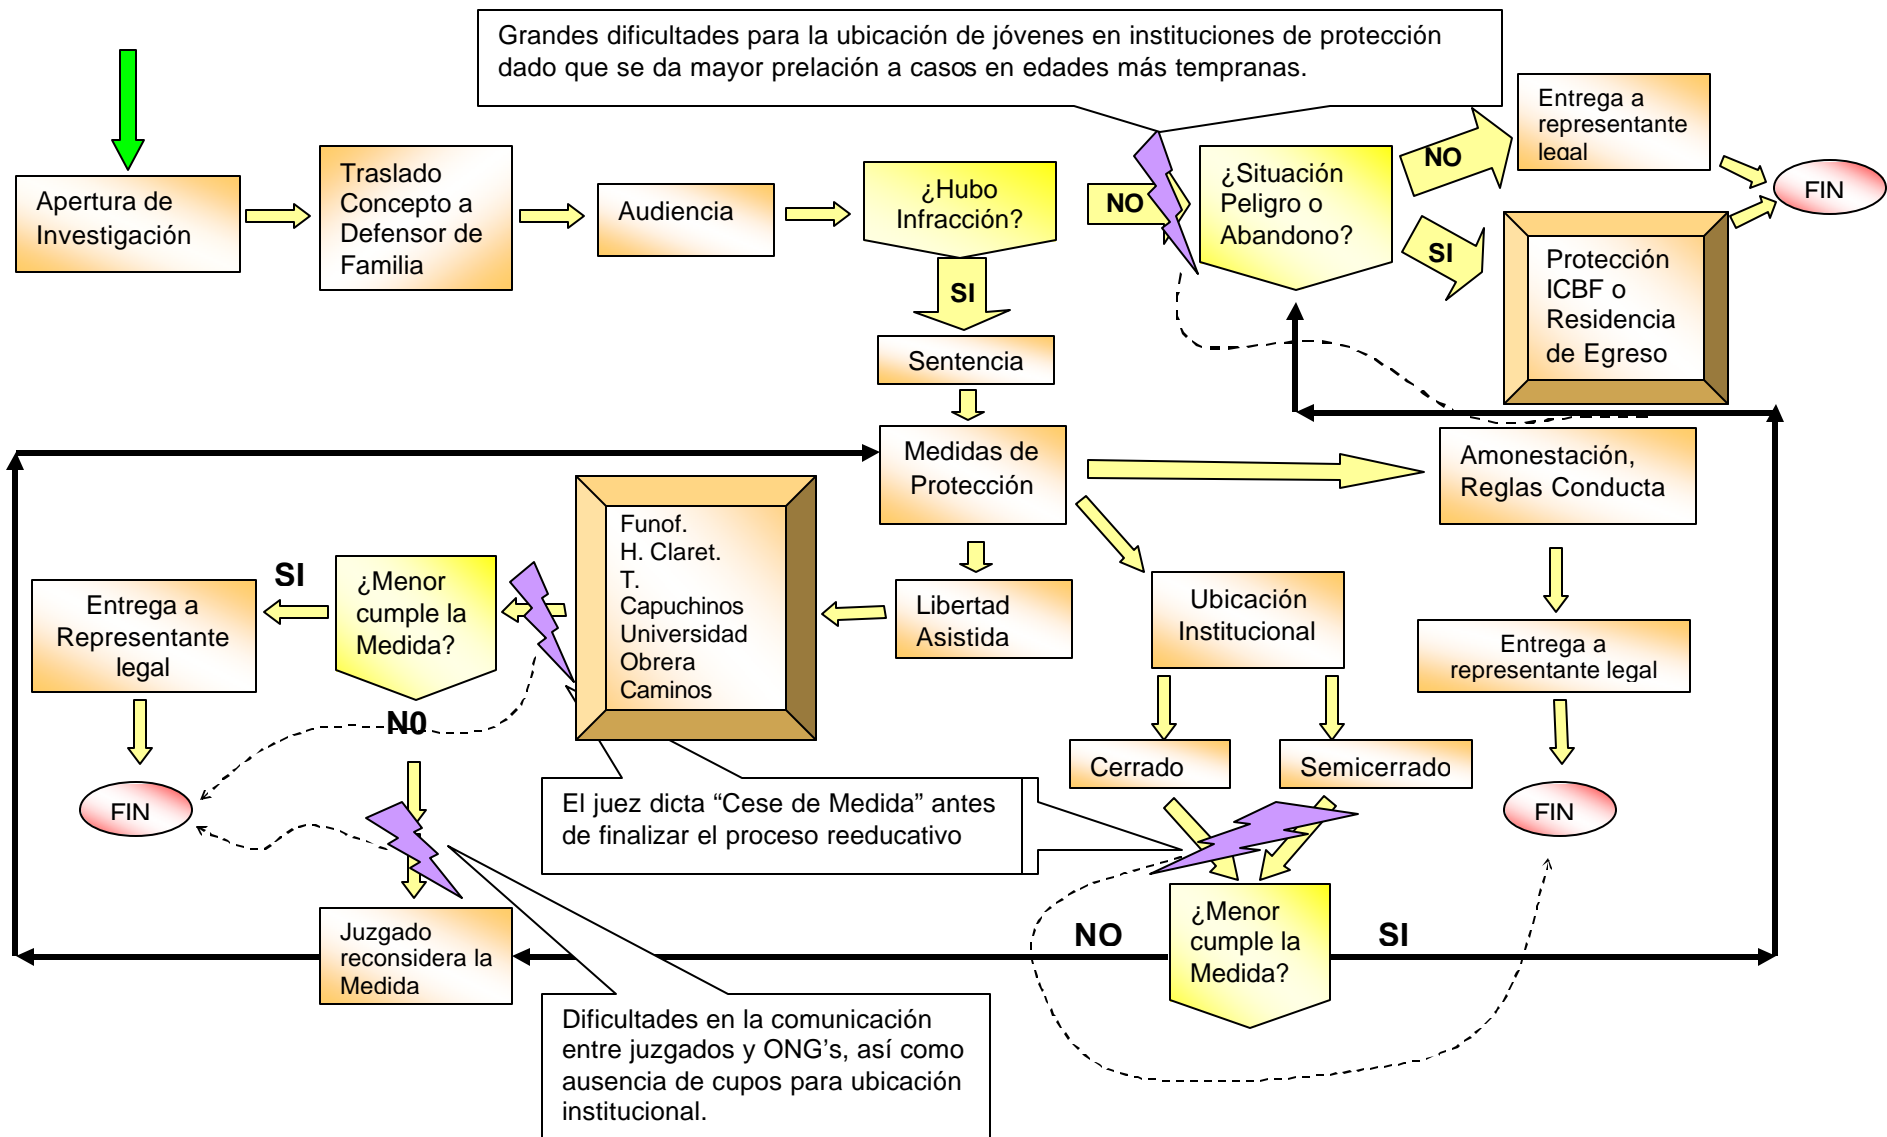 Grandes dificultades para la ubicación de jóvenes en instituciones de protección
dado que se da mayor prelación a casos en edades más tempranas.
Apertura de
Investigación
Traslado
Concepto a
Defensor de
Familia
Audiencia
¿Hubo
Infracción?
NO
¿Situación
Peligro o
Abandono?
NO
Entrega a
representante
legal
FIN
SI
Protección
ICBF o
Residencia
de Egreso
SI
Sentencia
Medidas de
Protección
Amonestación,
Reglas Conducta
Funof.
H. Claret.
T.
Capuchinos
Universidad
Obrera
Caminos
Libertad
Asistida
Ubicación
Institucional
Entrega a
representante legal
SI
¿Menor
cumple la
Medida?
Entrega a
Representante
legal
N0
FIN
Cerrado
Semicerrado
FIN
El juez dicta “Cese de Medida” antes
de finalizar el proceso reeducativo
Juzgado
reconsidera la
Medida
NO
¿Menor
cumple la
Medida?
SI
Dificultades en la comunicación
entre juzgados y ONG’s, así como
ausencia de cupos para ubicación
institucional.